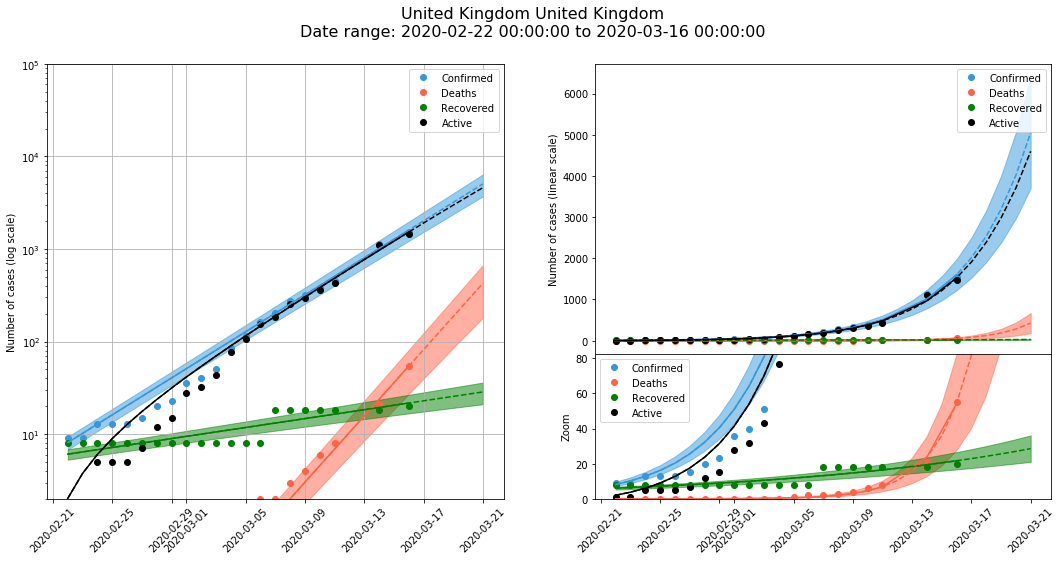 United Kingdom United Kingdom
Date range: 2020-02-22 00:00:00 to 2020-03-16 00:00:00
Number of cases (log scale)
10^5
10^4
10^3
10^2
10^1
Confirmed
Deaths
Recovered
Active
2020-02-21
2020-02-25
2020-02-29
2020-03-01
2020-03-05
2020-03-09
2020-03-13
2020-03-17
2020-03-21
Number of cases (linear scale)
6000
5000
4000
3000
2000
1000
0
Confirmed
Deaths
Recovered
Active
Zoom
80
60
40
20
0
Confirmed
Deaths
Recovered
Active
2020-02-21
2020-02-25
2020-02-29
2020-03-01
2020-03-05
2020-03-09
2020-03-13
2020-03-17
2020-03-21